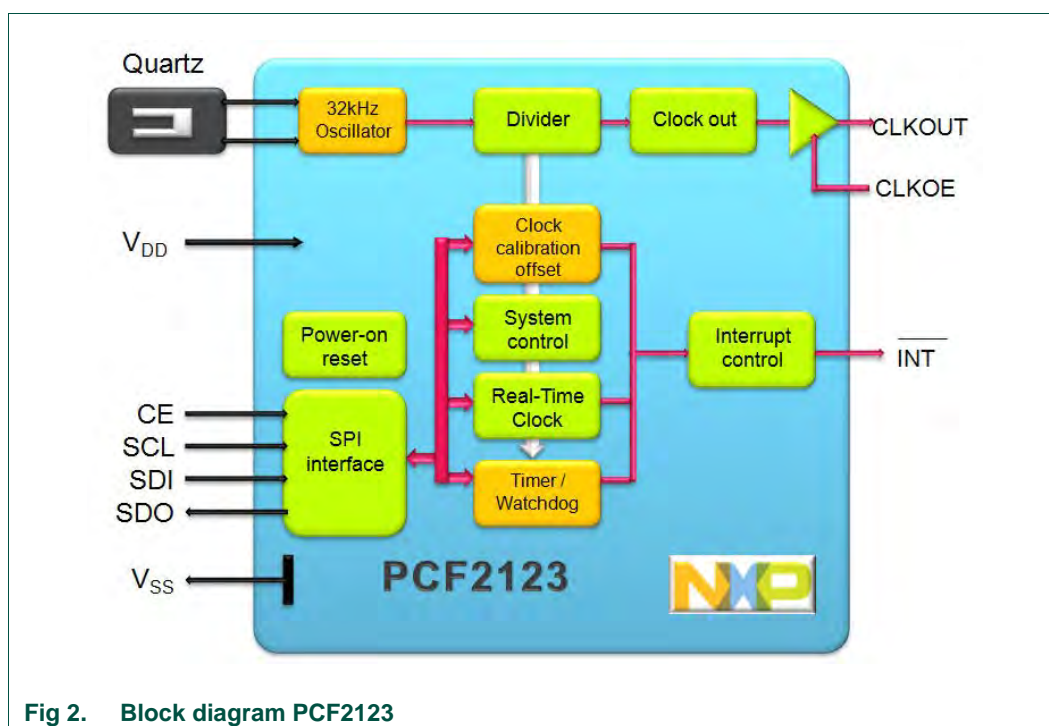 Quartz
32kHz
Oscillator
Divider
Clock out
CLKOUT
CLKOE
VDD
Clock
calibration
offset
System
control
Power-on
reset
Interrupt
control
INT
Real-Time
Clock
CE
SCL
SDI
SDO
SPI
interface
Timer /
Watchdog
VSS
PCF2123
NXP
Fig 2. Block diagram PCF2123